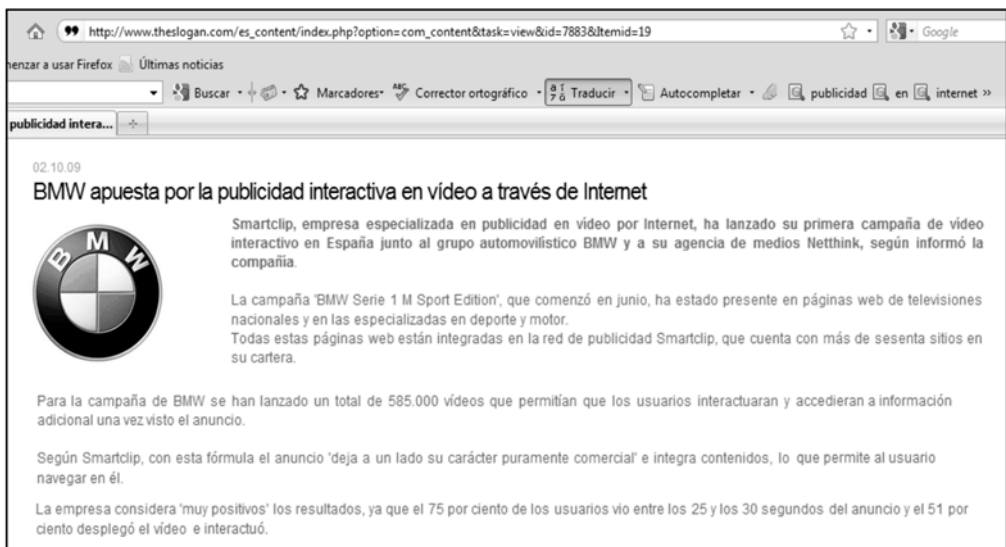 http://www.theslogan.com/es_content/index.php?option=com_content&task=view&id=7883&Itemid=19
Google
menzar a usar Firefox Últimas noticias
Buscar Marcadores ABC Corrector ortográfico Traducir Autocompletar publicidad en internet »
publicidad intera...
02.10.09
BMW apuesta por la publicidad interactiva en vídeo a través de Internet
BMW
Smartclip, empresa especializada en publicidad en vídeo por Internet, ha lanzado su primera campaña de vídeo
interactivo en España junto al grupo automovilístico BMW y a su agencia de medios Netthink, según informó la
compañía.
La campaña 'BMW Serie 1 M Sport Edition', que comenzó en junio, ha estado presente en páginas web de televisiones
nacionales y en las especializadas en deporte y motor.
Todas estas páginas web están integradas en la red de publicidad Smartclip, que cuenta con más de sesenta sitios en
su cartera.
Para la campaña de BMW se han lanzado un total de 585.000 vídeos que permitían que los usuarios interactuaran y accedieran a información
adicional una vez visto el anuncio.
Según Smartclip, con esta fórmula el anuncio 'deja a un lado su carácter puramente comercial' e integra contenidos, lo que permite al usuario
navegar en él.
La empresa considera 'muy positivos' los resultados, ya que el 75 por ciento de los usuarios vio entre los 25 y los 30 segundos del anuncio y el 51 por
ciento desplegó el vídeo e interactuó.